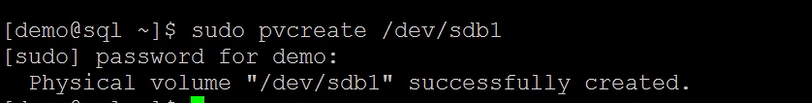 [demo@sql ~]$ sudo pvcreate /dev/sdb1
[sudo] password for demo:
  Physical volume "/dev/sdb1" successfully created.